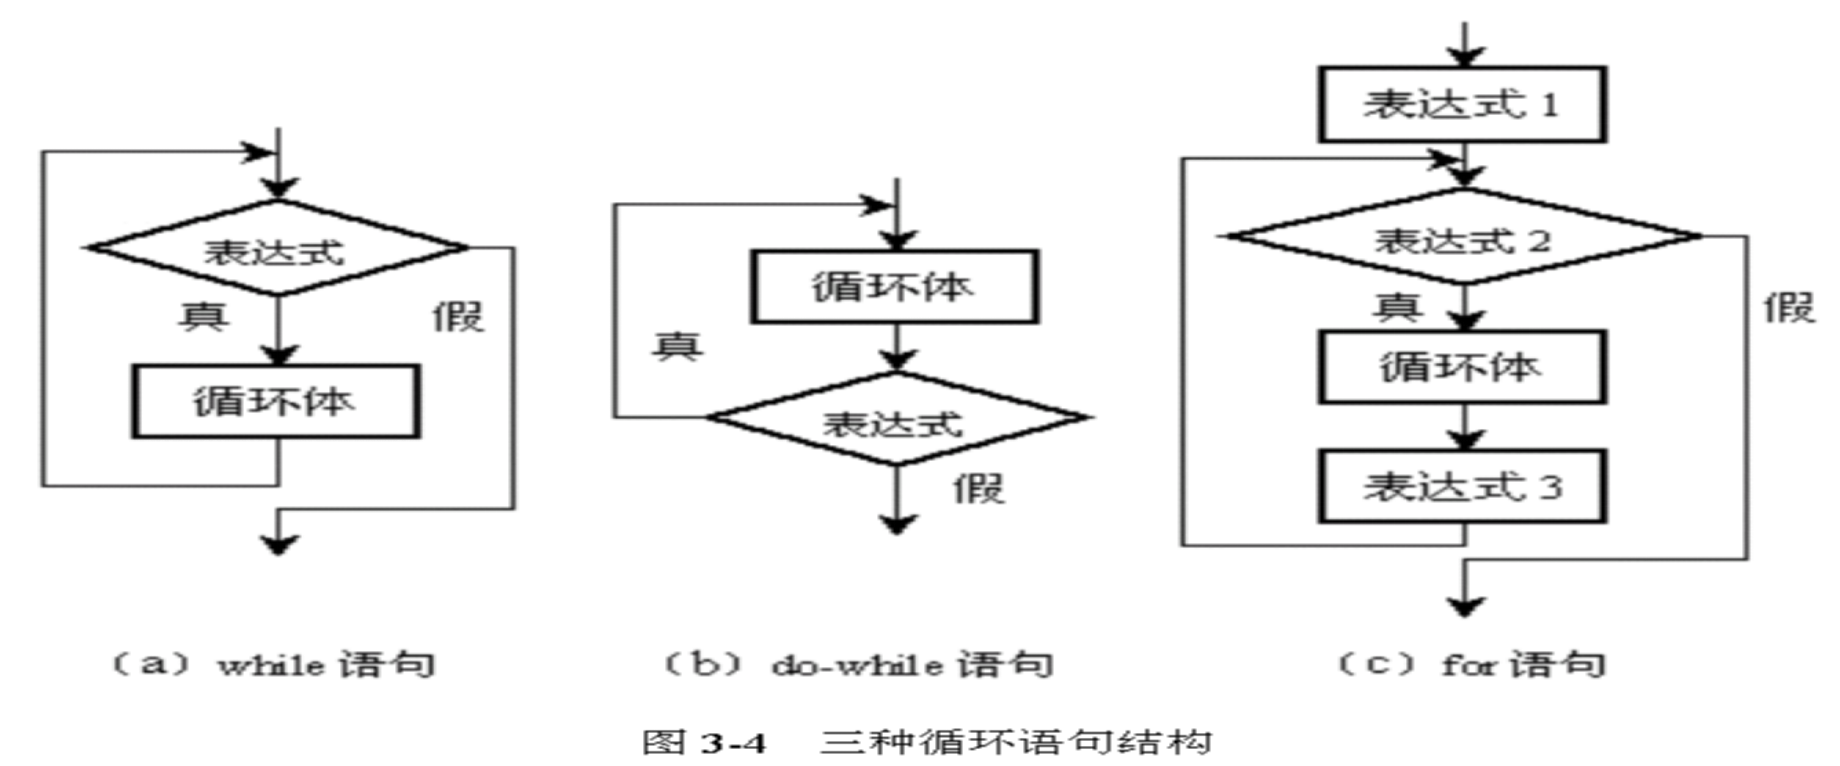 表达式
真
假
循环体
（a）while 语句
循环体
真
表达式
假
（b）do-while 语句
表达式 1
表达式 2
真
假
循环体
表达式 3
（c）for 语句
图 3-4 三种循环语句结构